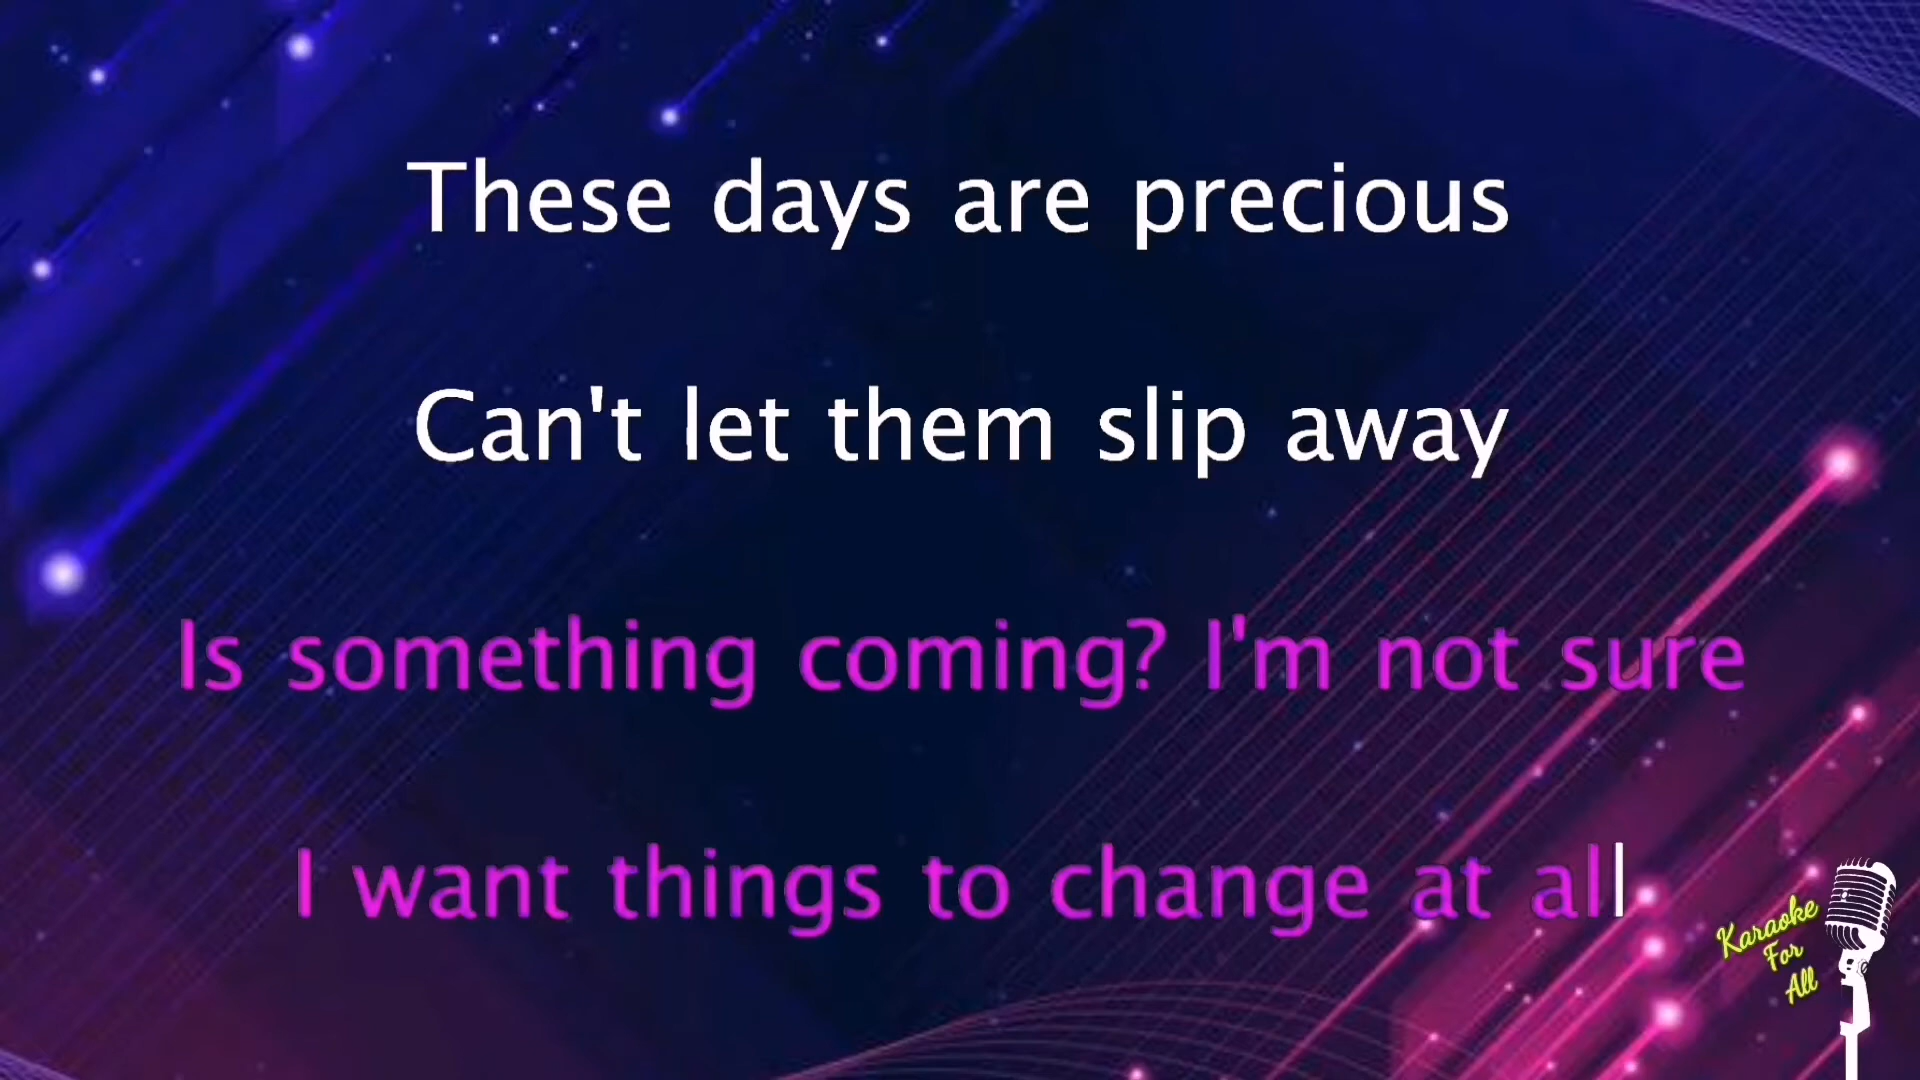 These days are precious
Can't let them slip away
Is something coming? I'm not sure
I want things to change at all
Karaoke
For
All